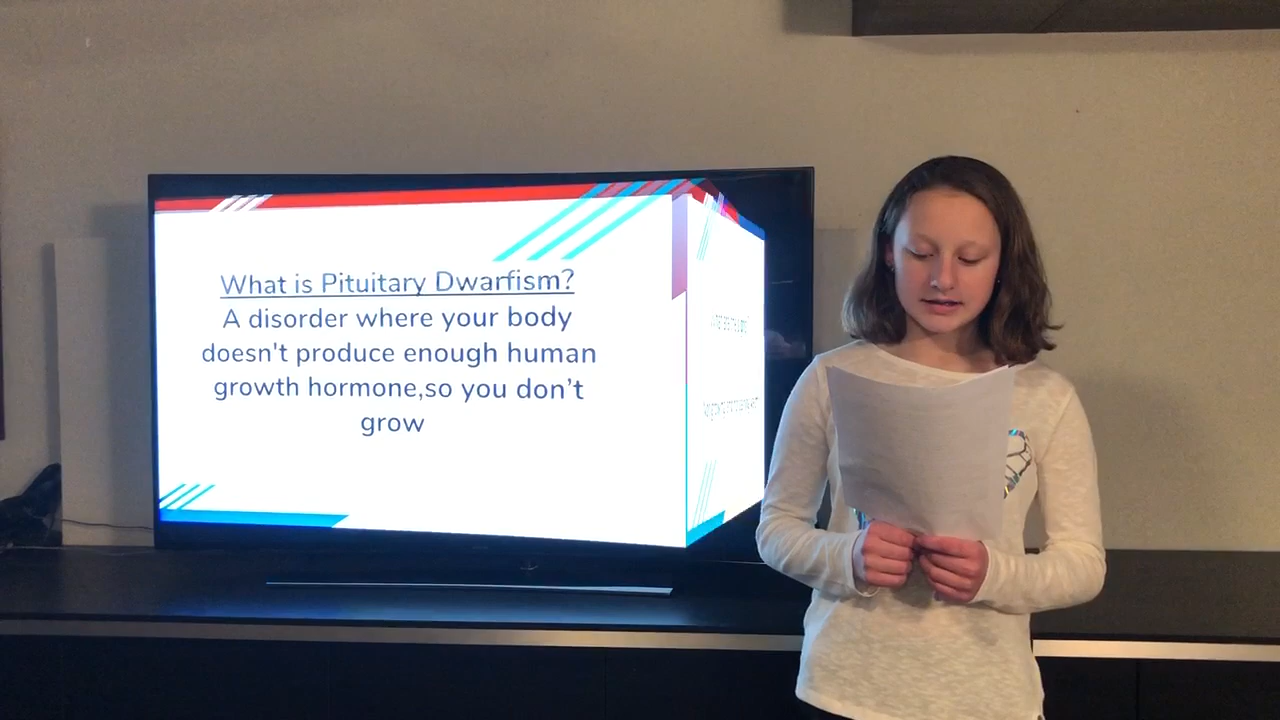 What is Pituitary Dwarfism?
A disorder where your body
doesn't produce enough human
growth hormone,so you don’t
grow